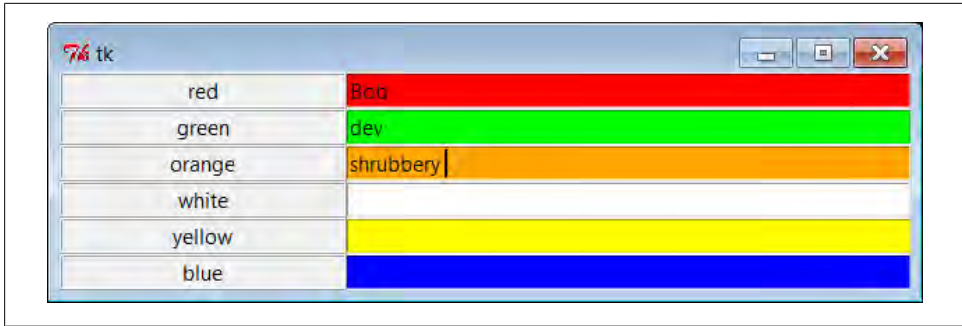 tk
red Bob
green dev
orange shrubbery
white
yellow
blue